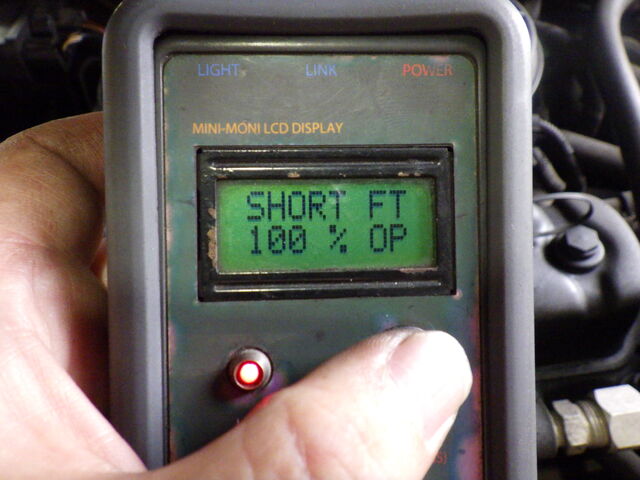 LIGHT LINK POWER
MINI-MONI LCD DISPLAY
SHORT FT
100 % OP